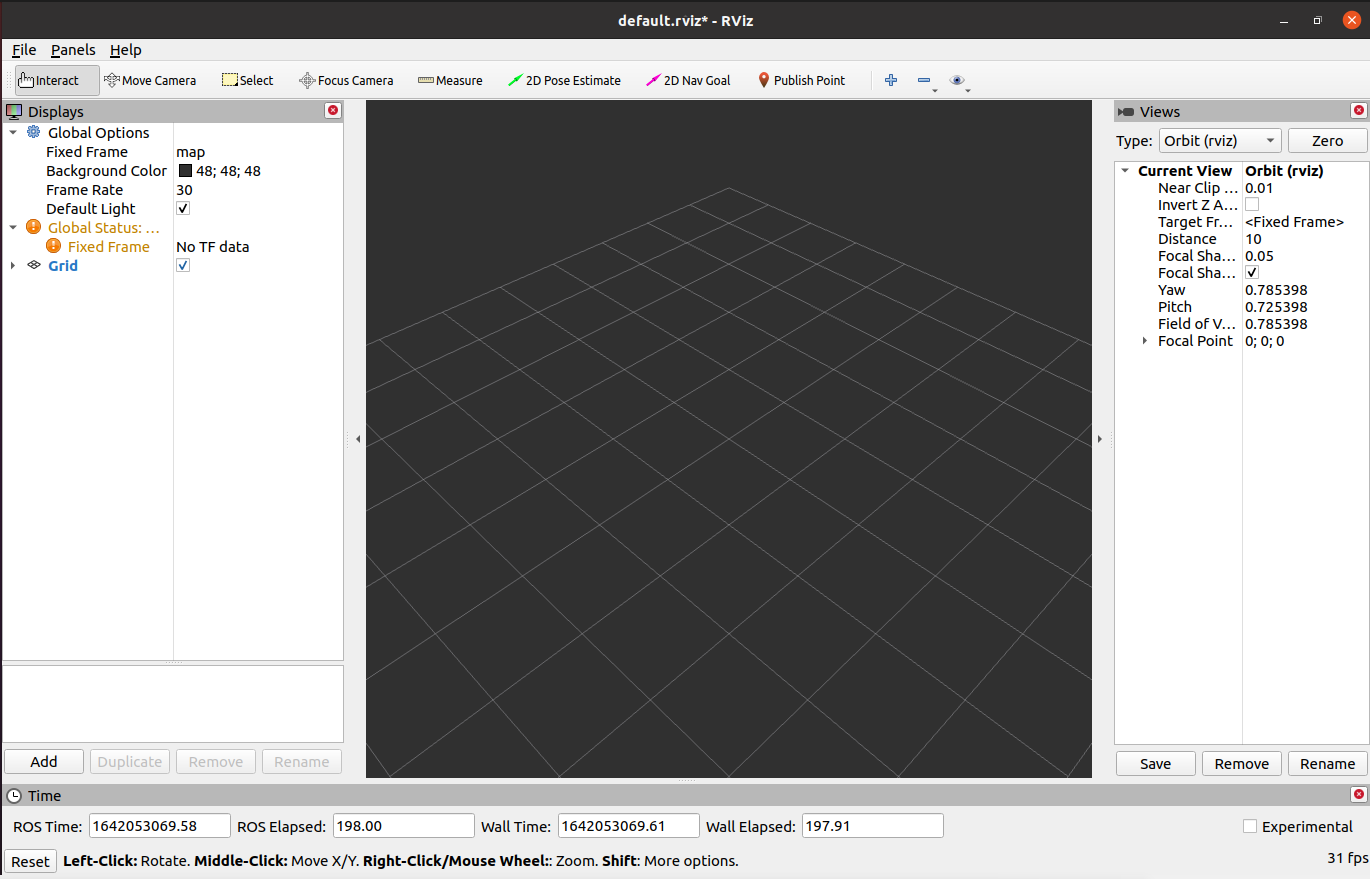 default.rviz* - RViz
File Panels Help
Interact Move Camera Select Focus Camera Measure 2D Pose Estimate 2D Nav Goal Publish Point
Displays
Global Options
Fixed Frame map
Background Color 48; 48; 48
Frame Rate 30
Default Light
Global Status: ...
Fixed Frame No TF data
Grid
Add Duplicate Remove Rename
Views
Type: Orbit (rviz) Zero
Current View Orbit (rviz)
Near Clip ... 0.01
Invert Z A...
Target Fr... <Fixed Frame>
Distance 10
Focal Sha... 0.05
Focal Sha...
Yaw 0.785398
Pitch 0.725398
Field of V... 0.785398
Focal Point 0; 0; 0
Save Remove Rename
Time
ROS Time: 1642053069.58 ROS Elapsed: 198.00 Wall Time: 1642053069.61 Wall Elapsed: 197.91 Experimental
Reset Left-Click: Rotate. Middle-Click: Move X/Y. Right-Click/Mouse Wheel:: Zoom. Shift: More options. 31 fps